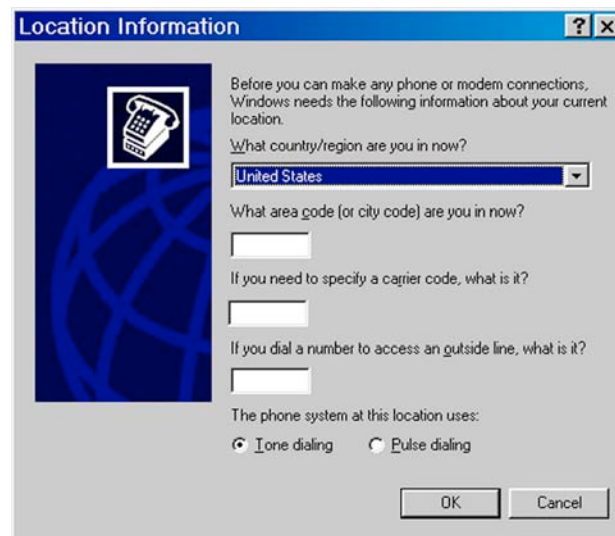 Location Information
Before you can make any phone or modem connections,
Windows needs the following information about your current
location.
What country/region are you in now?
United States
What area code (or city code) are you in now?
If you need to specify a carrier code, what is it?
If you dial a number to access an outside line, what is it?
The phone system at this location uses:
Tone dialing Pulse dialing
OK Cancel